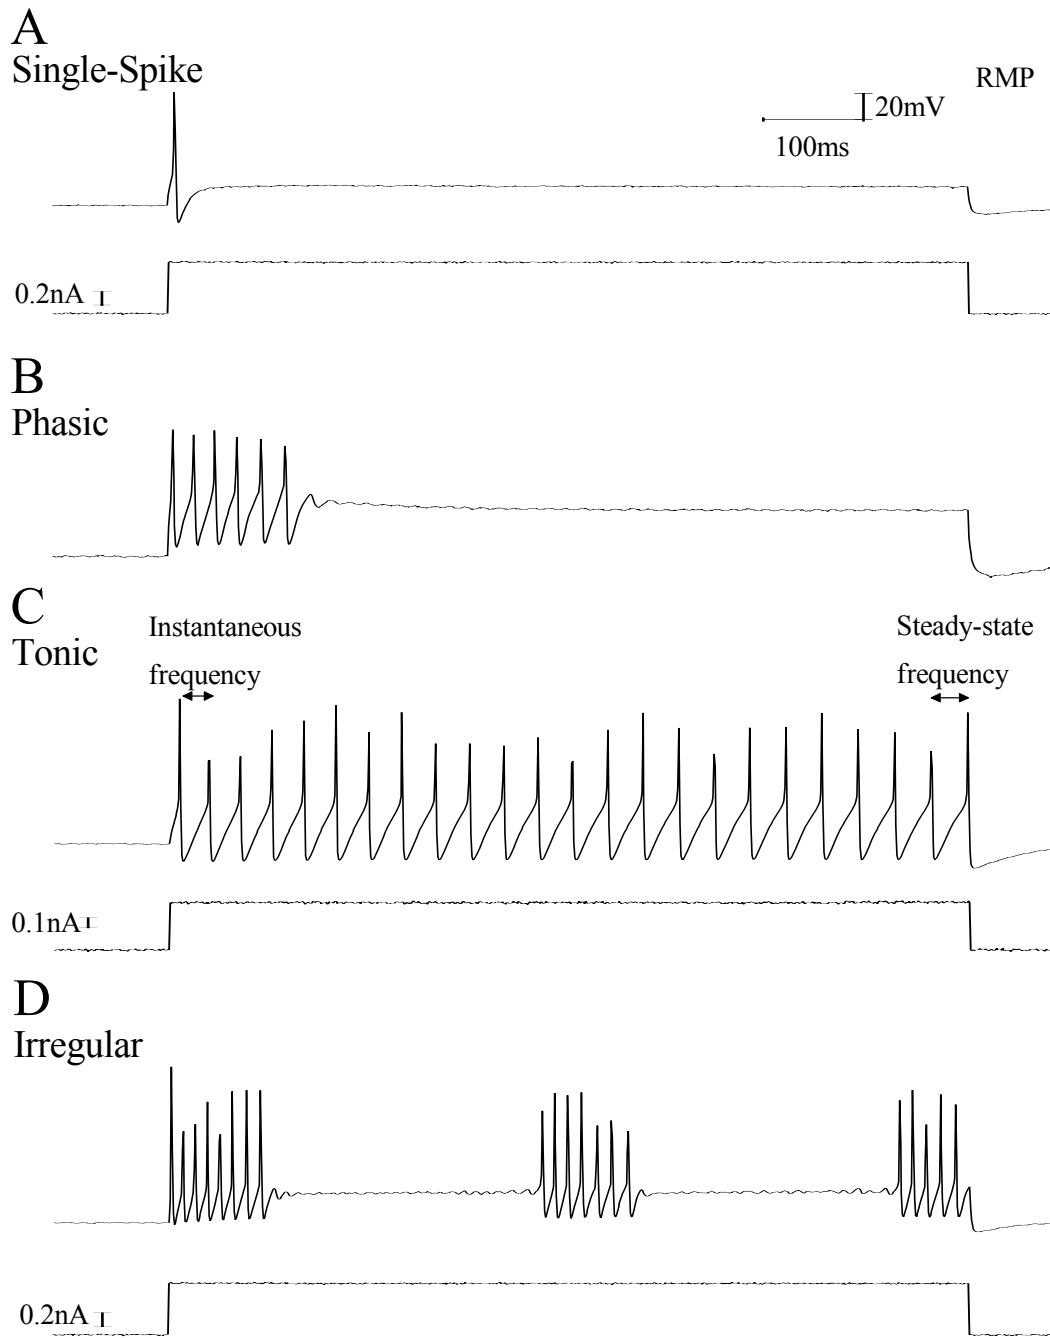 A
Single-Spike
RMP
20mV
100ms
0.2nA
B
Phasic
C
Tonic
Instantaneous
frequency
Steady-state
frequency
0.1nA
D
Irregular
0.2nA